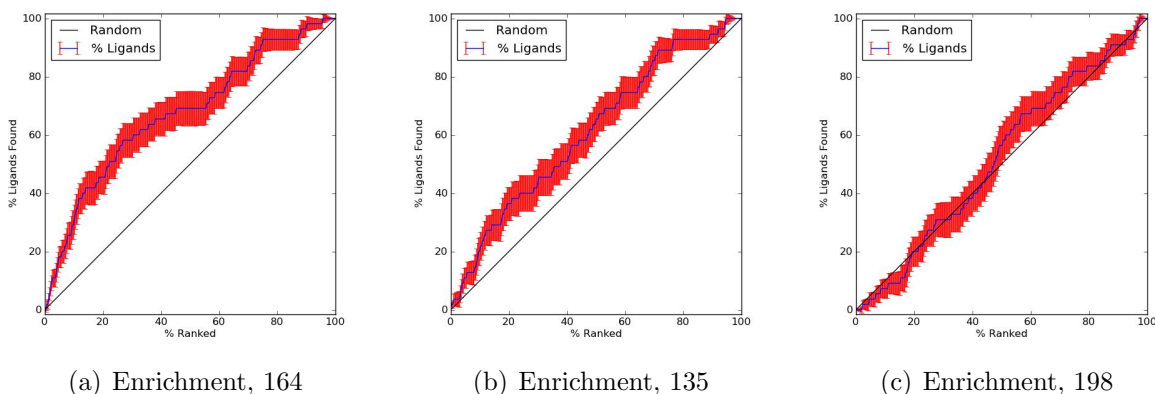 100
80
60
40
20
0
% Ligands Found
Random
% Ligands
0 20 40 60 80 100
% Ranked
(a) Enrichment, 164
100
80
60
40
20
0
% Ligands Found
Random
% Ligands
0 20 40 60 80 100
% Ranked
(b) Enrichment, 135
100
80
60
40
20
0
% Ligands Found
Random
% Ligands
0 20 40 60 80 100
% Ranked
(c) Enrichment, 198